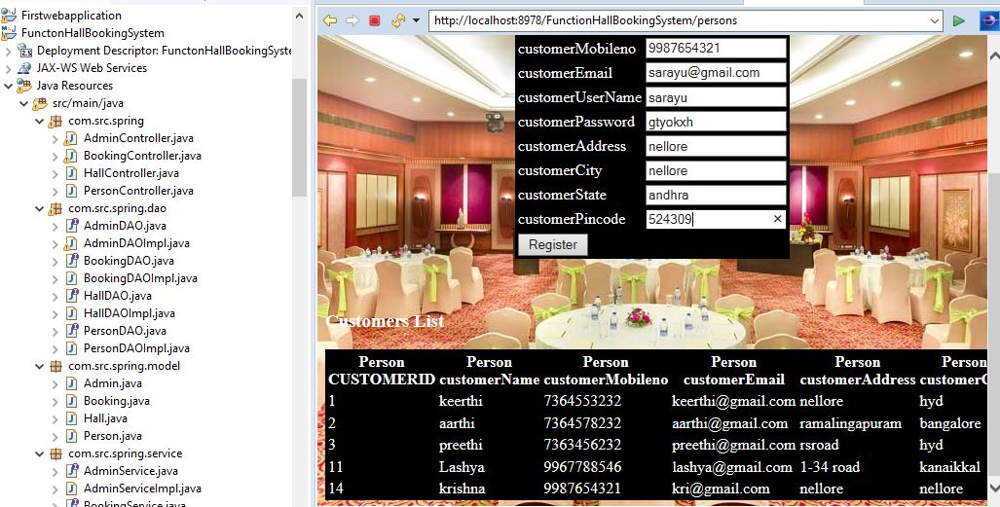 Firstwebapplication
FunctonHallBookingSystem
Deployment Descriptor: FunctonHallBookingSyste
JAX-WS Web Services
Java Resources
src/main/java
com.src.spring
AdminController.java
BookingController.java
HallController.java
PersonController.java
com.src.spring.dao
AdminDAO.java
AdminDAOImpl.java
BookingDAO.java
BookingDAOImpl.java
HallDAO.java
HallDAOImpl.java
PersonDAO.java
PersonDAOImpl.java
com.src.spring.model
Admin.java
Booking.java
Hall.java
Person.java
com.src.spring.service
AdminService.java
AdminServiceImpl.java
BookingService.java
http://localhost:8978/FunctionHallBookingSystem/persons
customerMobileno 9987654321
customerEmail sarayu@gmail.com
customerUserName sarayu
customerPassword gtyokxh
customerAddress nellore
customerCity nellore
customerState andhra
customerPincode 524309
Register
Customers List
Person Person Person Person Person Person
CUSTOMERID customerName customerMobileno customerEmail customerAddress customerC
1 keerthi 7364553232 keerthi@gmail.com nellore hyd
2 aarthi 7364578232 aarthi@gmail.com ramalingapuram bangalore
3 preethi 7363456232 preethi@gmail.com rsroad hyd
11 Lashya 9967788546 lashya@gmail.com 1-34 road kanaikkal
14 krishna 9987654321 kri@gmail.com nellore nellore